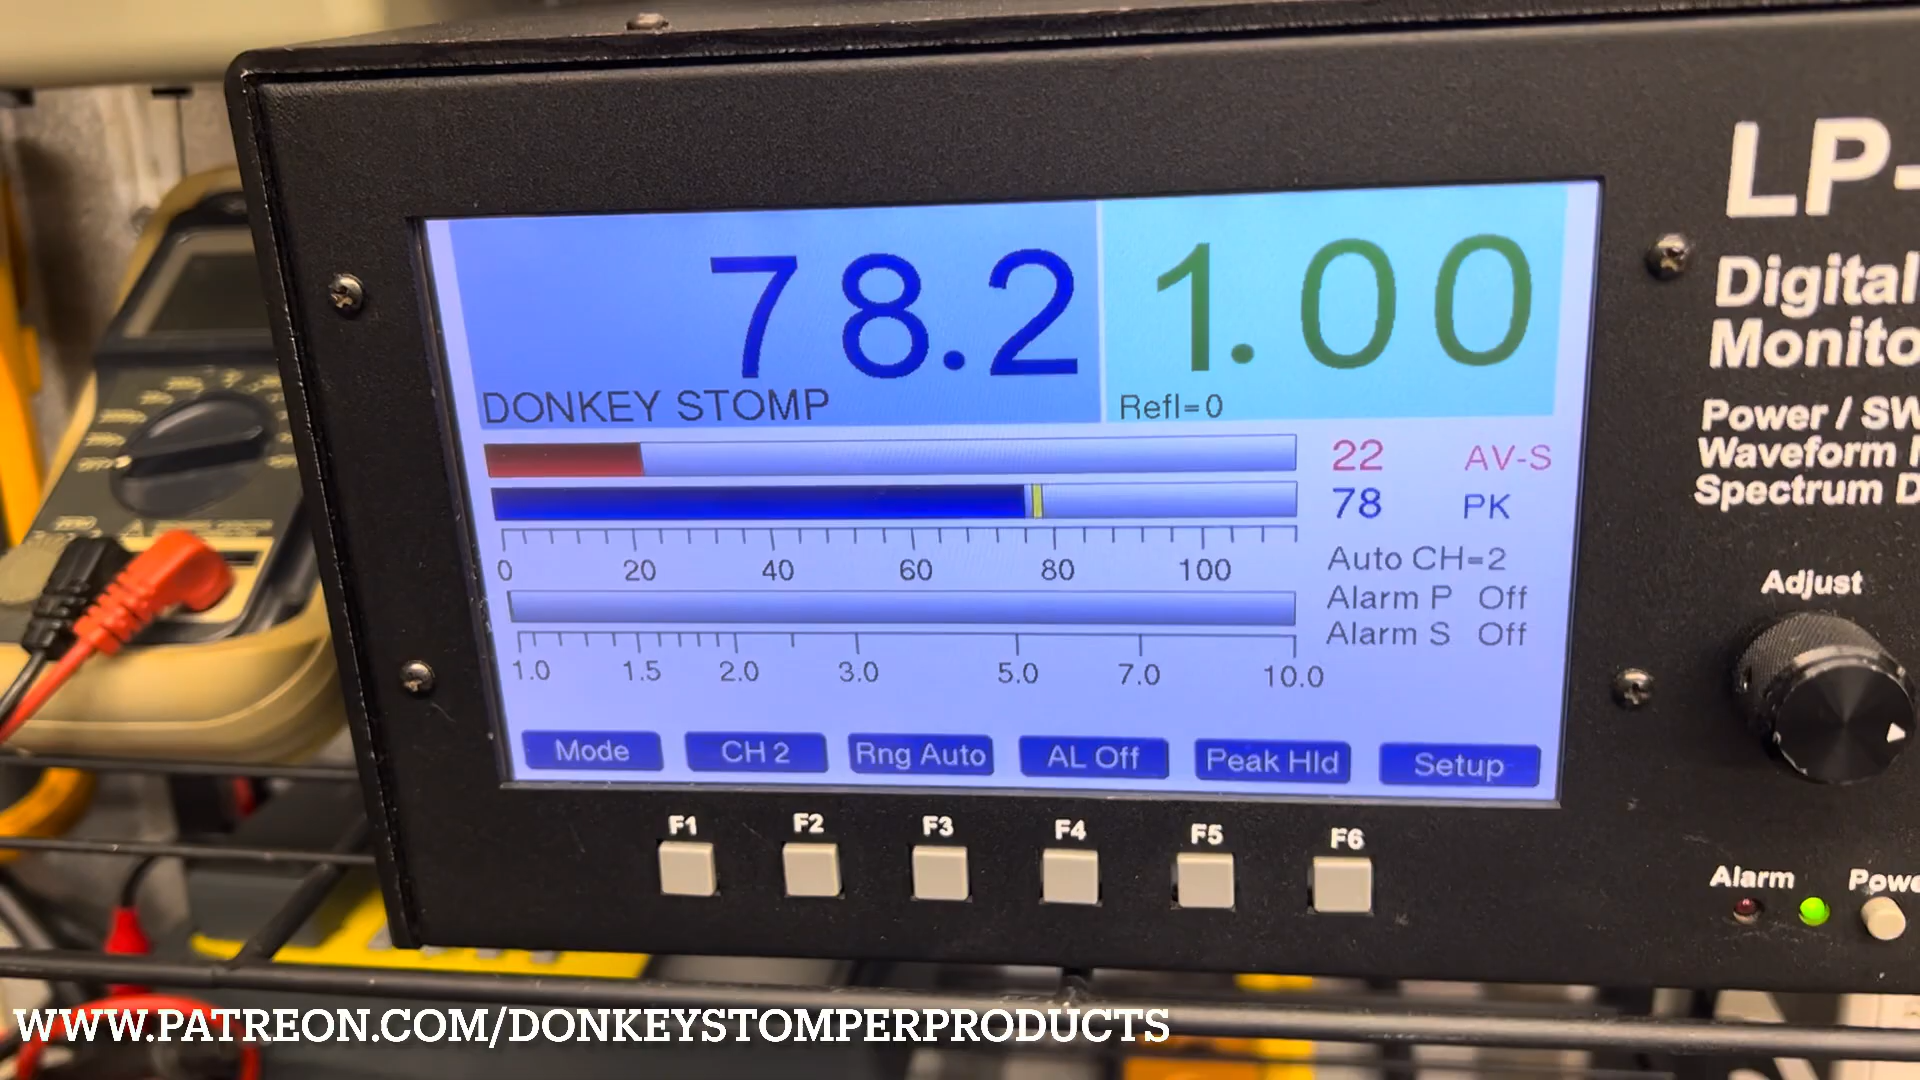 LP-
Digital
Monito
Power / SW
Waveform
Spectrum D
78.2
1.00
DONKEY STOMP
Refl=0
22 AV-S
78 PK
0 20 40 60 80 100
Auto CH=2
Alarm P Off
Alarm S Off
1.0 1.5 2.0 3.0 5.0 7.0 10.0
Mode CH 2 Rng Auto AL Off Peak Hld Setup
F1 F2 F3 F4 F5 F6
Adjust
Alarm Powe
WWW.PATREON.COM/DONKEYSTOMPERPRODUCTS